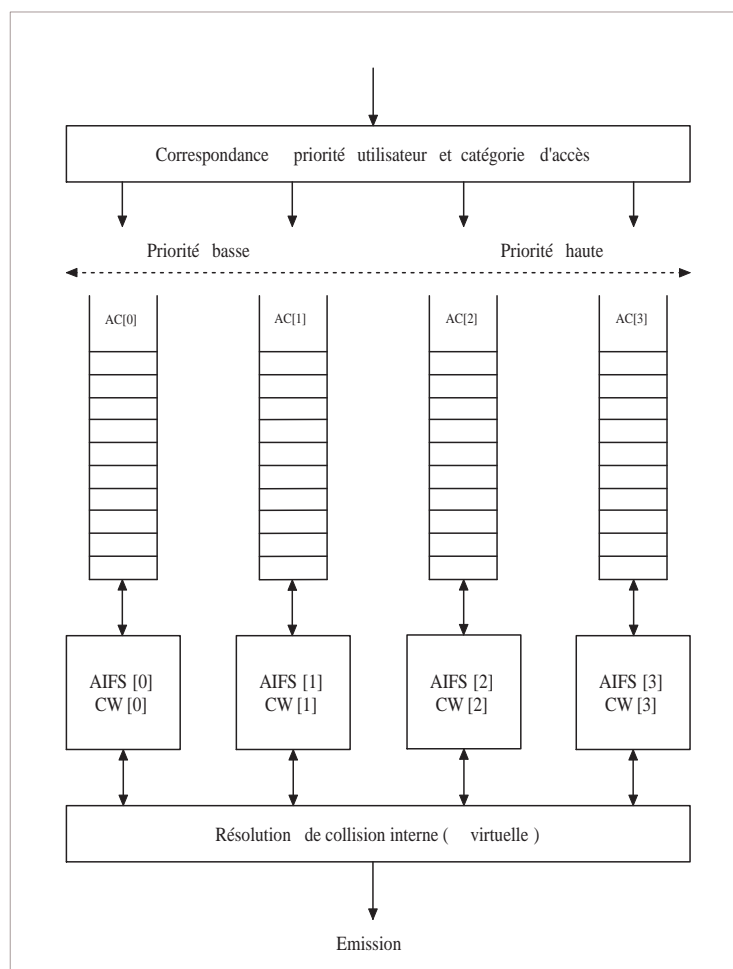 Correspondance priorité utilisateur et catégorie d'accès
Priorité basse Priorité haute
AC[0] AC[1] AC[2] AC[3]
AIFS [0] AIFS [1] AIFS [2] AIFS [3]
CW [0] CW [1] CW [2] CW [3]
Résolution de collision interne ( virtuelle )
Emission